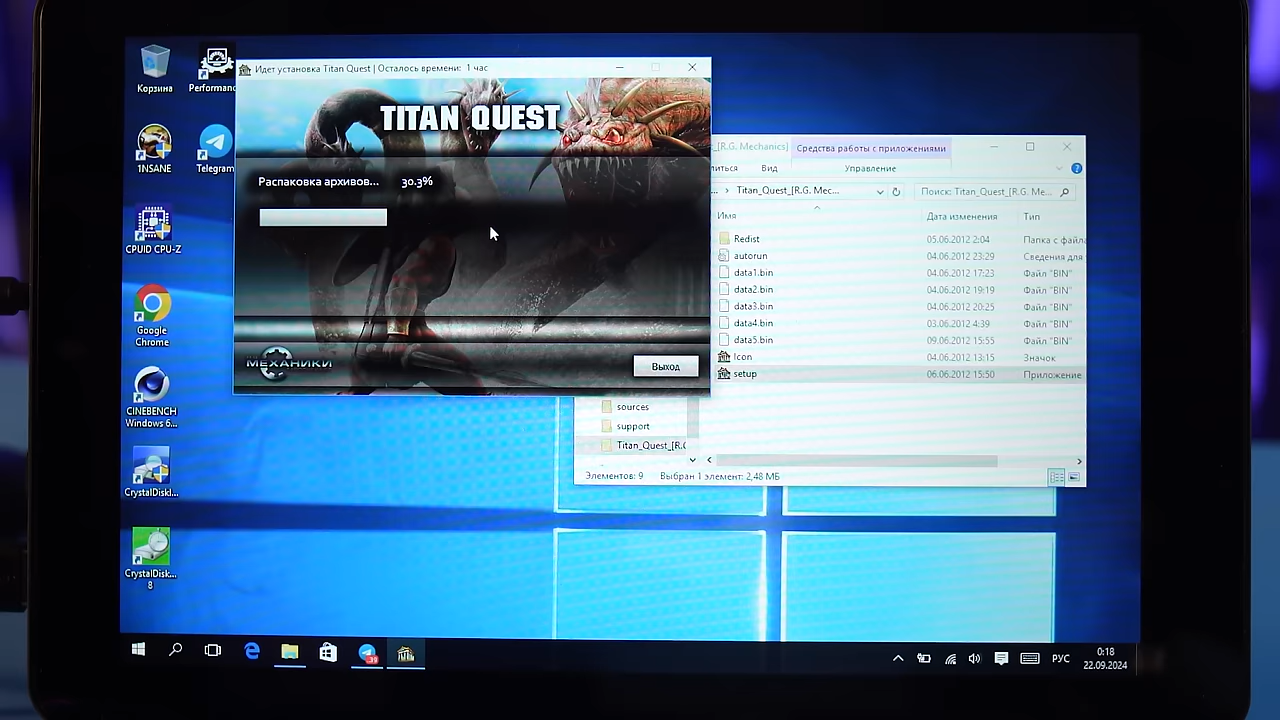 Корзина
Performanc
1NSANE
Telegram
CPUID CPU-Z
Google
Chrome
CINEBENCH
Windows 6...
CrystalDiskI...
CrystalDisk...
8
Идет установка Titan Quest | Осталось времени: 1 час
TITAN QUEST
Распаковка архивов... 30.3%
МЕХАНИКИ
Выход
_[R.G. Mechanics]
Средства работы с приложениями
литься
Вид
Управление
... › Titan_Quest_[R.G. Mec...
Поиск: Titan_Quest_[R.G. Me...
Имя Дата изменения Тип
Redist 05.06.2012 2:04 Папка с файла
autorun 04.06.2012 23:29 Сведения для
data1.bin 04.06.2012 17:23 Файл "BIN"
data2.bin 04.06.2012 19:19 Файл "BIN"
data3.bin 04.06.2012 20:25 Файл "BIN"
data4.bin 03.06.2012 4:39 Файл "BIN"
data5.bin 09.06.2012 15:55 Файл "BIN"
Icon 04.06.2012 13:15 Значок
setup 06.06.2012 15:50 Приложение
sources
support
Titan_Quest_[R.G
Элементов: 9 Выбран 1 элемент: 2,48 МБ
39
РУС
0:18
22.09.2024